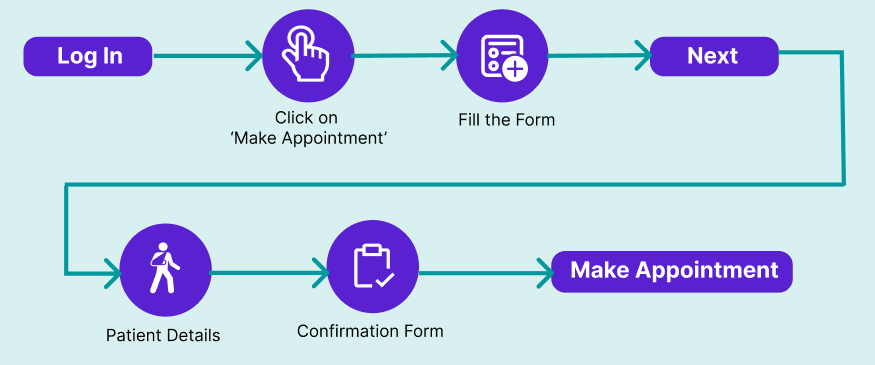 Log In
Click on
‘Make Appointment’
Fill the Form
Next
Patient Details
Confirmation Form
Make Appointment